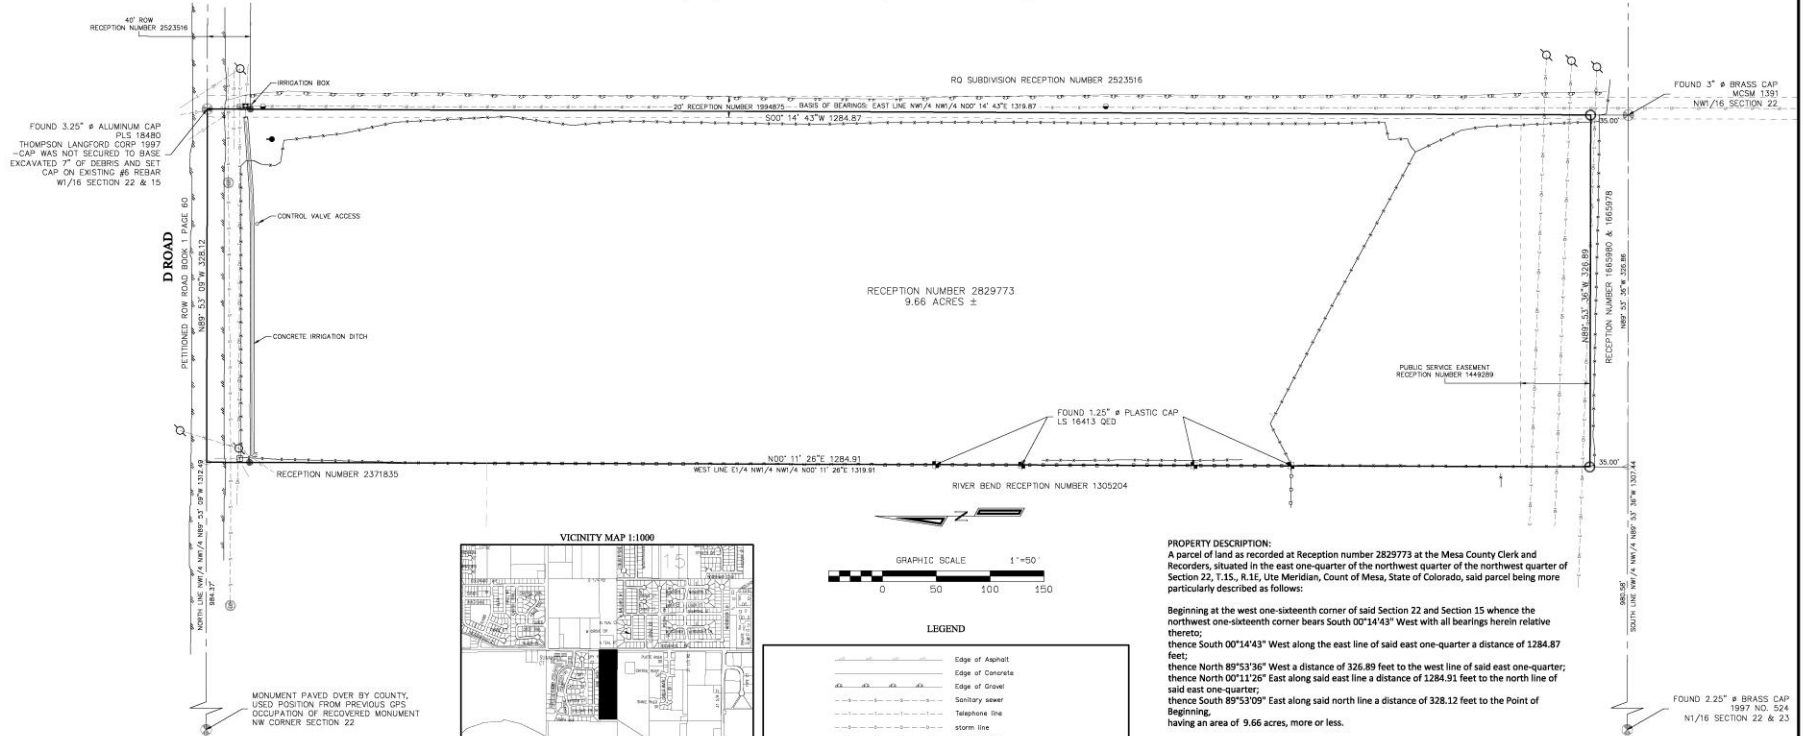 40' ROW
RECEPTION NUMBER 2523516
IRRIGATION BOX
RQ SUBDIVISION RECEPTION NUMBER 2523516
20' RECEPTION NUMBER 1994875
BASIS OF BEARINGS: EAST LINE NW1/4 NW1/4 N00° 14' 43"E 1319.87
S00° 14' 43"W 1284.87
FOUND 3" ø BRASS CAP
MCSM 1391
NW1/16 SECTION 22
35.00'
FOUND 3.25" ø ALUMINUM CAP
PLS 18480
THOMPSON LANGFORD CORP 1997
-CAP WAS NOT SECURED TO BASE
EXCAVATED 7" OF DEBRIS AND SET
CAP ON EXISTING #6 REBAR
W1/16 SECTION 22 & 15
D ROAD
PETITIONED ROW ROAD BOOK 1 PAGE 60
N89° 53' 09"W 328.12
CONTROL VALVE ACCESS
CONCRETE IRRIGATION DITCH
RECEPTION NUMBER 2829773
9.66 ACRES ±
N89° 53' 36"W 326.89
RECEPTION NUMBER 1665980 & 1665978
N89° 53' 36"W 326.86
PUBLIC SERVICE EASEMENT
RECEPTION NUMBER 1449289
FOUND 1.25" ø PLASTIC CAP
LS 16413 QED
N00° 11' 26"E 1284.91
WEST LINE E1/4 NW1/4 NW1/4 N00° 11' 26"E 1319.91
35.00'
RECEPTION NUMBER 2371835
RIVER BEND RECEPTION NUMBER 1305204
NORTH LINE NW1/4 NW1/4 N89° 53' 09"W 1312.49
984.37'
SOUTH LINE NW1/4 NW1/4 N89° 53' 36"W 1307.44
980.58'
N
VICINITY MAP 1:1000
15
GRAPHIC SCALE 1"=50'
0 50 100 150
LEGEND
Edge of Asphalt
Edge of Concrete
Edge of Gravel
Sanitary sewer
Telephone line
storm line
PROPERTY DESCRIPTION:
A parcel of land as recorded at Reception number 2829773 at the Mesa County Clerk and
Recorders, situated in the east one-quarter of the northwest quarter of the northwest quarter of
Section 22, T.1S., R.1E, Ute Meridian, Count of Mesa, State of Colorado, said parcel being more
particularly described as follows:
Beginning at the west one-sixteenth corner of said Section 22 and Section 15 whence the
northwest one-sixteenth corner bears South 00°14'43" West with all bearings herein relative
thereto;
thence South 00°14'43" West along the east line of said east one-quarter a distance of 1284.87
feet;
thence North 89°53'36" West a distance of 326.89 feet to the west line of said east one-quarter;
thence North 00°11'26" East along said east line a distance of 1284.91 feet to the north line of
said east one-quarter;
thence South 89°53'09" East along said north line a distance of 328.12 feet to the Point of
Beginning,
having an area of 9.66 acres, more or less.
MONUMENT PAVED OVER BY COUNTY,
USED POSITION FROM PREVIOUS GPS
OCCUPATION OF RECOVERED MONUMENT
NW CORNER SECTION 22
FOUND 2.25" ø BRASS CAP
1997 NO. 524
N1/16 SECTION 22 & 23